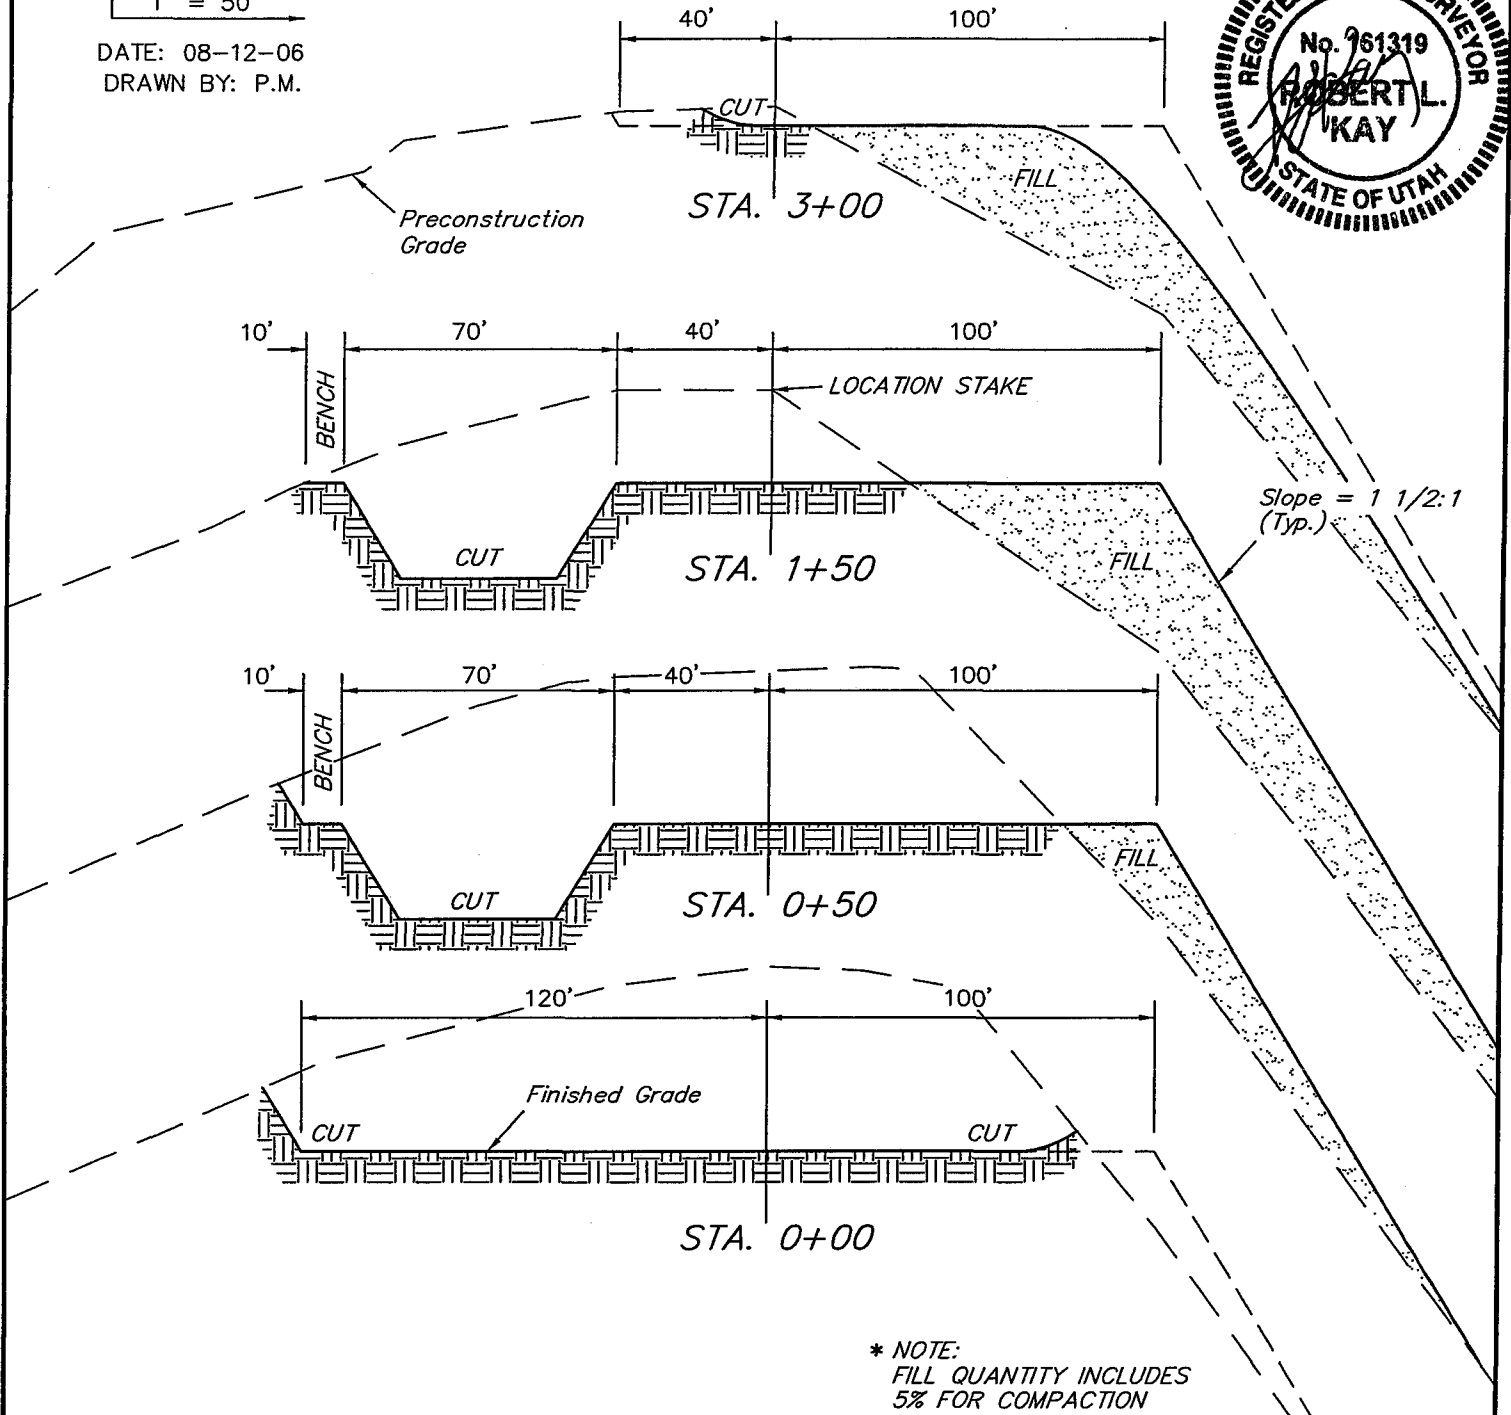 1" = 50'
DATE: 08-12-06
DRAWN BY: P.M.
40' 100'
No. 161319
ROBERT L.
KAY
STATE OF UTAH
CUT
FILL
STA. 3+00
Preconstruction
Grade
10' 70' 40' 100'
BENCH
LOCATION STAKE
Slope = 1 1/2:1
(Typ.)
CUT
FILL
STA. 1+50
10' 70' 40' 100'
BENCH
FILL
CUT
STA. 0+50
120' 100'
Finished Grade
CUT CUT
STA. 0+00
* NOTE:
FILL QUANTITY INCLUDES
5% FOR COMPACTION